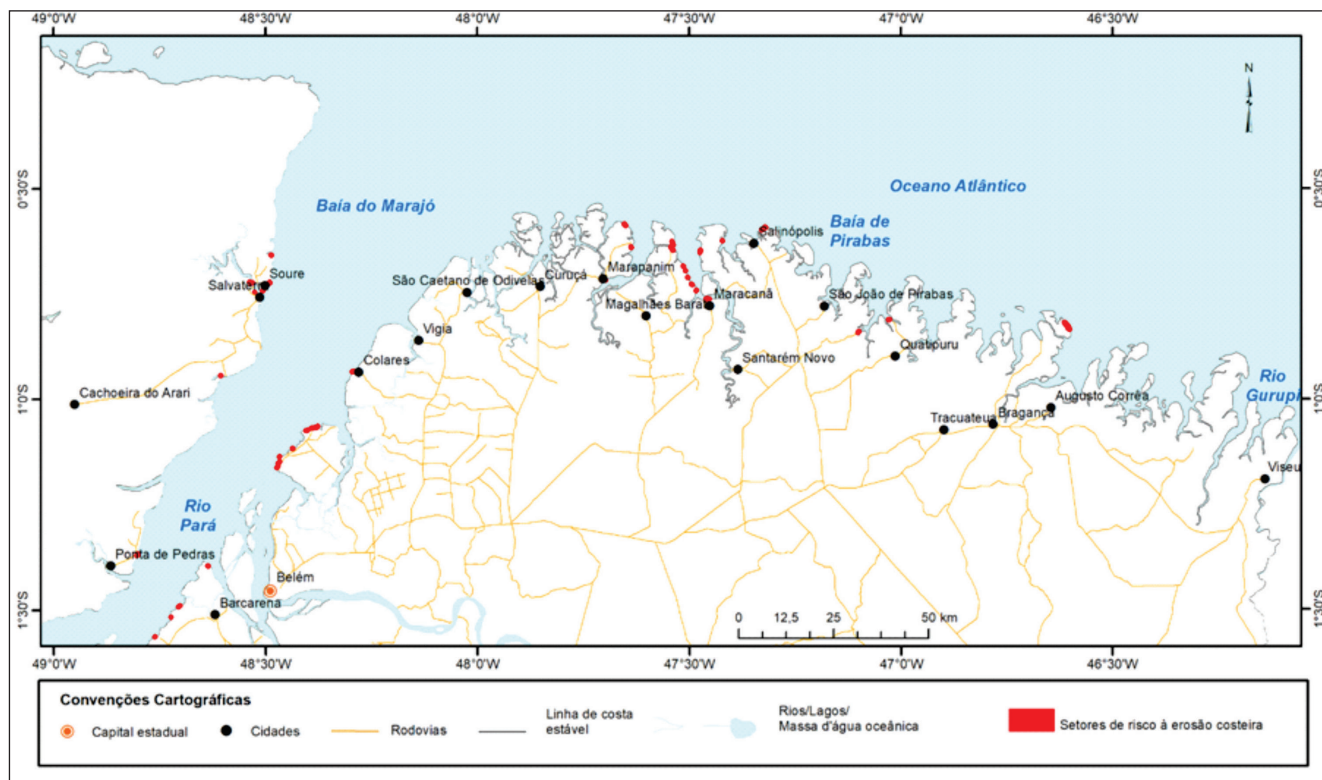 49°0'W 48°30'W 48°0'W 47°30'W 47°0'W 46°30'W
N
0°30'S 0°30'S
Oceano Atlântico
Baía do Marajó
Baía de
Pirabas
Salinópolis
Soure
Salvaterra
Marapanim
Curuçá
São Caetano de Odivelas
Maracanã
Magalhães Barata
São João de Pirabas
Vigia
Quatipuru
Colares
Santarém Novo
Rio
Gurupi
Cachoeira do Arari
1°0'S 1°0'S
Augusto Corrêa
Bragança
Tracuateua
Viseu
Rio
Pará
Ponta de Pedras
Belém
Barcarena
1°30'S 1°30'S
0 12,5 25 50 km
49°0'W 48°30'W 48°0'W 47°30'W 47°0'W 46°30'W
Convenções Cartográficas
Capital estadual
Cidades
Rodovias
Linha de costa
estável
Rios/Lagos/
Massa d'água oceânica
Setores de risco à erosão costeira